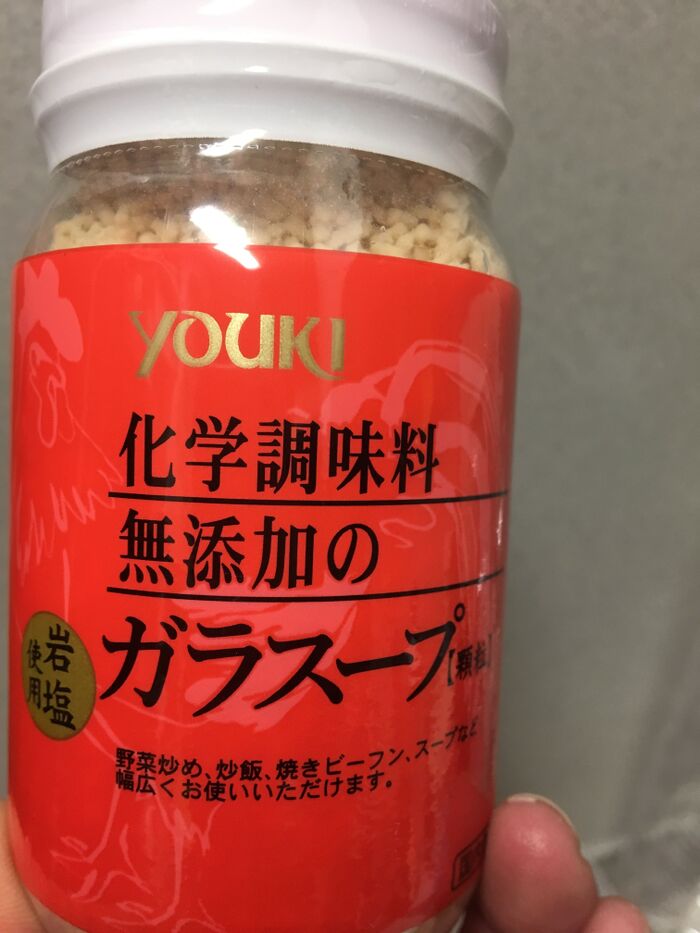 YOUKI
化学調味料
無添加の
ガラスープ
【顆粒】
岩塩
使用
野菜炒め、炒飯、焼きビーフン、スープなど
幅広くお使いいただけます。